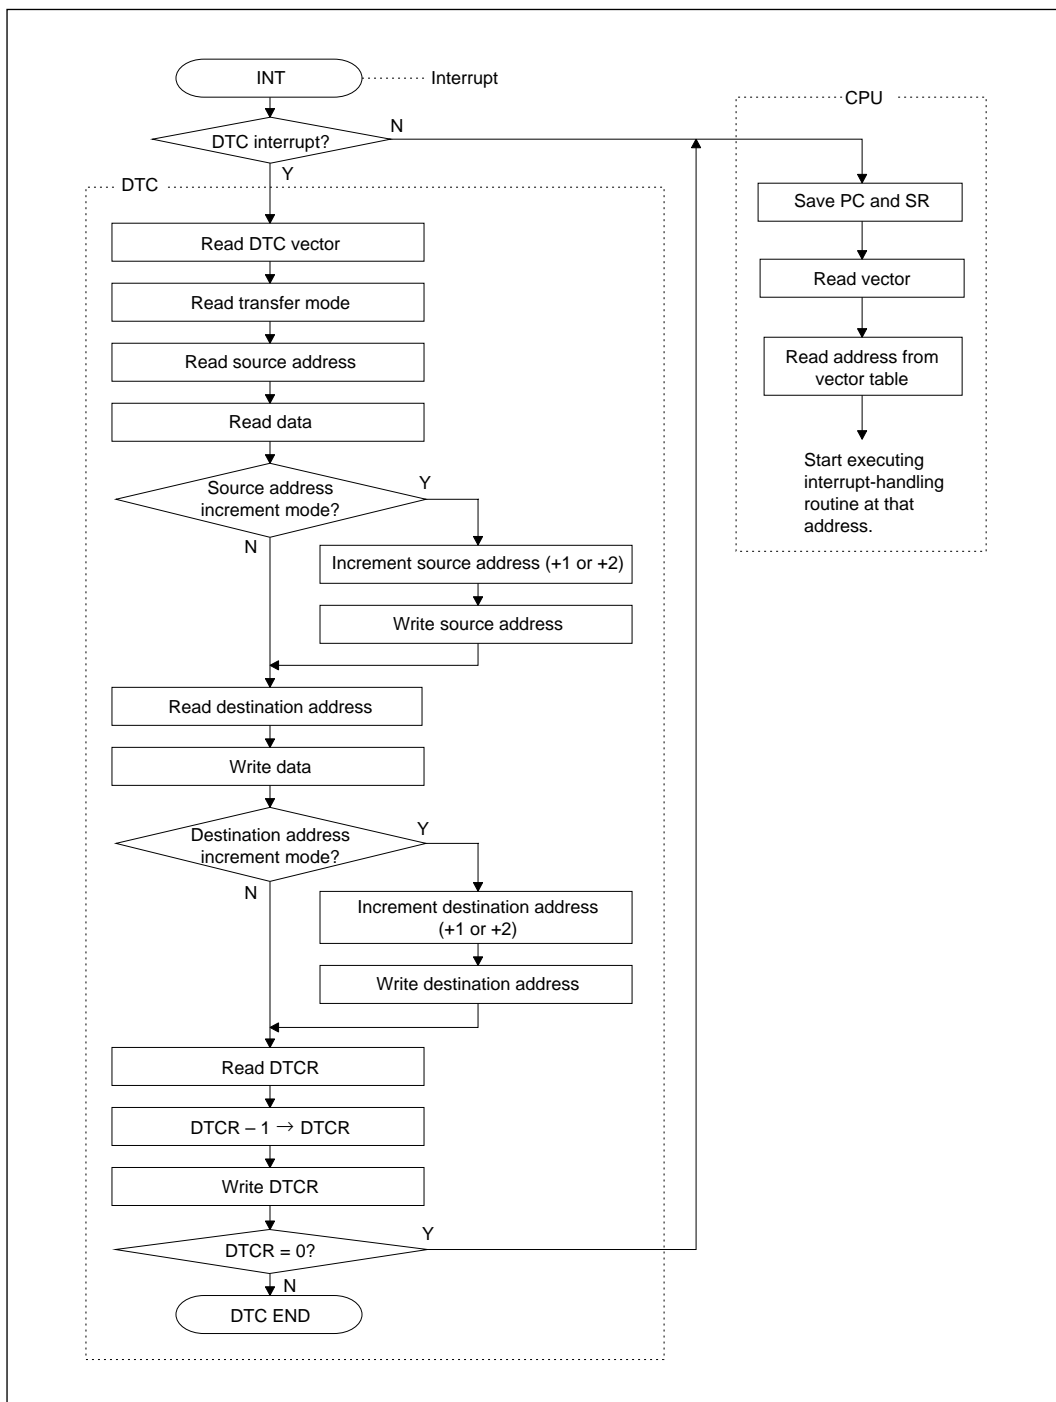 INT
Interrupt
DTC interrupt?
N
Y
DTC
Read DTC vector
Read transfer mode
Read source address
Read data
Source address
increment mode?
Y
N
Increment source address (+1 or +2)
Write source address
Read destination address
Write data
Destination address
increment mode?
Y
N
Increment destination address
(+1 or +2)
Write destination address
Read DTCR
DTCR – 1 → DTCR
Write DTCR
DTCR = 0?
Y
N
DTC END
CPU
Save PC and SR
Read vector
Read address from
vector table
Start executing
interrupt-handling
routine at that
address.